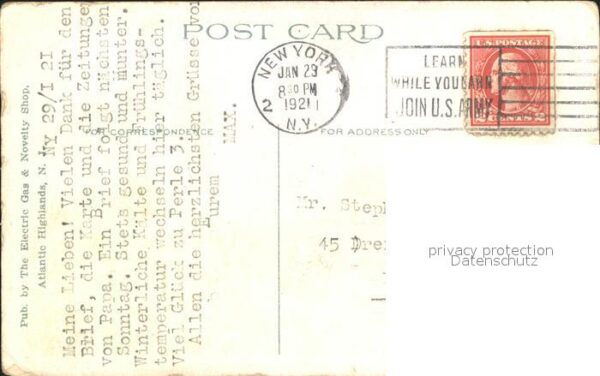 POST CARD
NEW YORK
JAN 29
8 30 PM
1921
2
N.Y.
LEARN
WHILE YOU EARN
JOIN U.S. ARMY
U.S. POSTAGE
2 CENTS 2
FOR CORRESPONDENCE
FOR ADDRESS ONLY
Pub. by The Electric Gas & Novelty Shop,
Atlantic Highlands, N. J.
NY 29/I 21
Meine Lieben! Vielen Dank für den
Brief, die Karte und die Zeitungen
von Papa. Ein Brief folgt nächsten
Sonntag. Stets gesund und munter.
Winterliche Kälte und Frühlings-
temperatur wechseln hier täglich.
Viel Glück zu Perle 3.
Allen die herzlichsten Grüsse von
Eurem
MAX.
Mr. Steph
45 Dre
privacy protection
Datenschutz